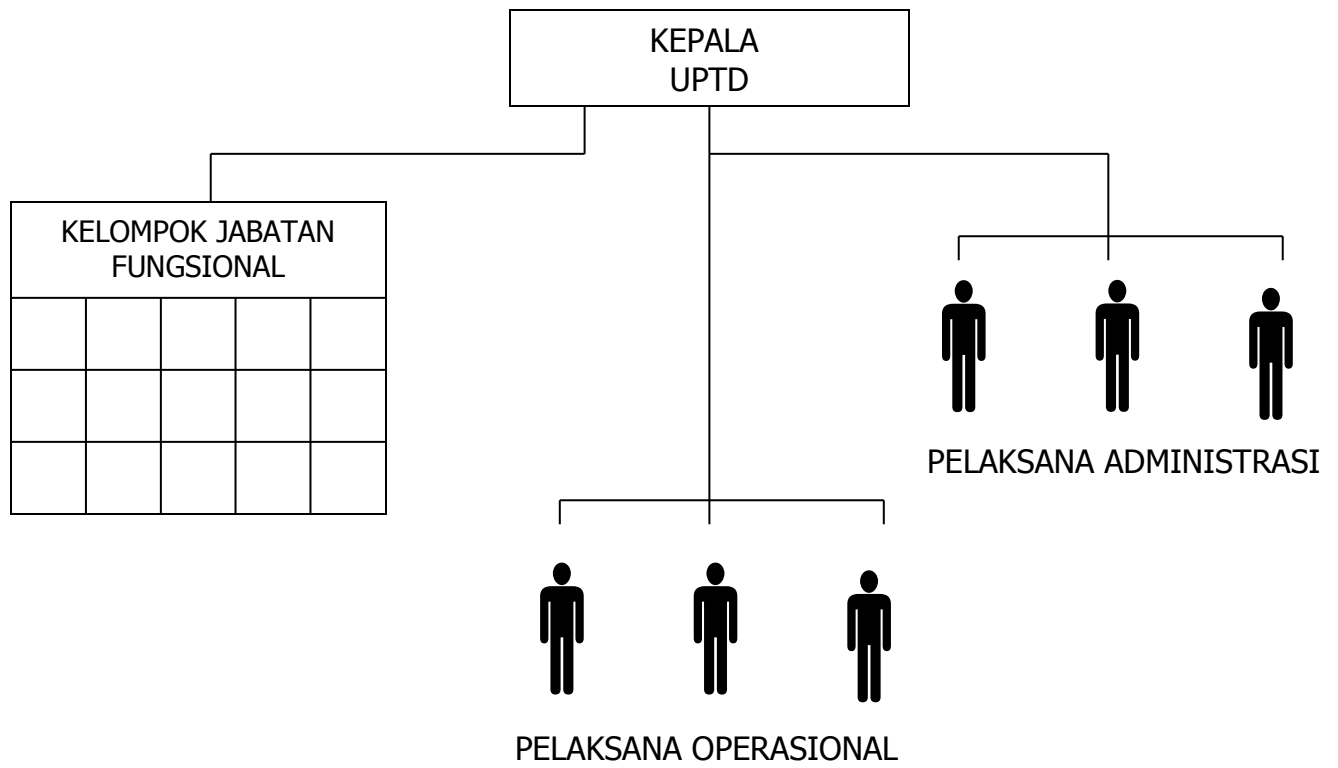 KEPALA
UPTD
KELOMPOK JABATAN
FUNGSIONAL
PELAKSANA ADMINISTRASI
PELAKSANA OPERASIONAL